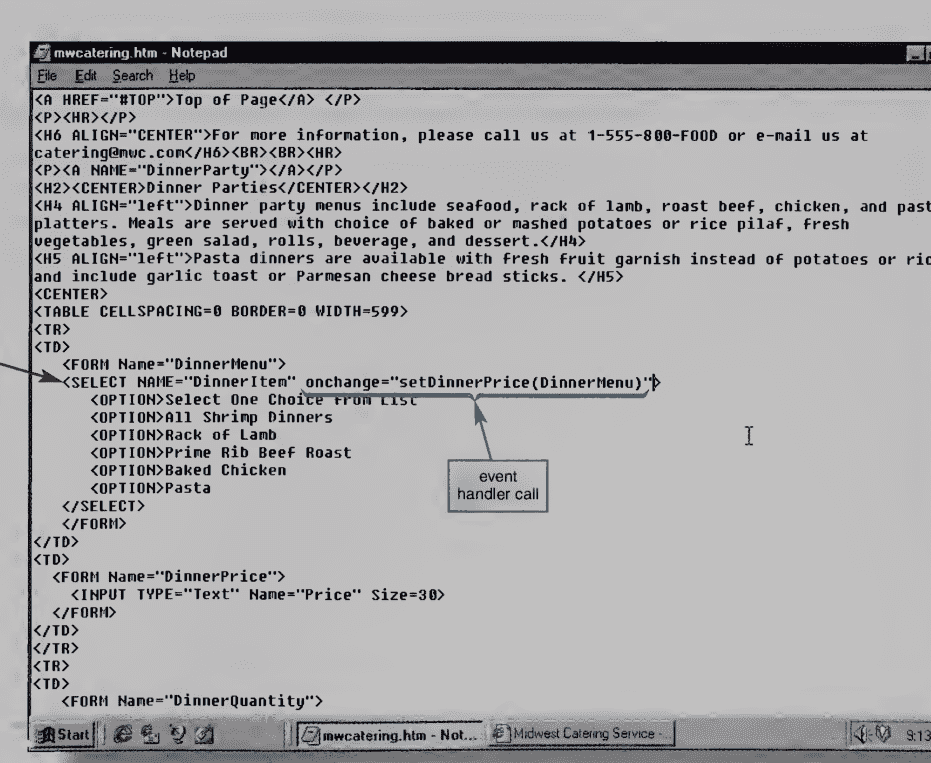 mwcatering.htm - Notepad
File Edit Search Help
<A HREF="#TOP">Top of Page</A> </P>
<P><HR></P>
<H6 ALIGN="CENTER">For more information, please call us at 1-555-800-FOOD or e-mail us at
catering@mwc.com</H6><BR><BR><HR>
<P><A NAME="DinnerParty"></A></P>
<H2><CENTER>Dinner Parties</CENTER></H2>
<H4 ALIGN="left">Dinner party menus include seafood, rack of lamb, roast beef, chicken, and past
platters. Meals are served with choice of baked or mashed potatoes or rice pilaf, fresh
vegetables, green salad, rolls, beverage, and dessert.</H4>
<H5 ALIGN="left">Pasta dinners are available with fresh fruit garnish instead of potatoes or ric
and include garlic toast or Parmesan cheese bread sticks. </H5>
<CENTER>
<TABLE CELLSPACING=0 BORDER=0 WIDTH=599>
<TR>
<TD>
<FORM Name="DinnerMenu">
<SELECT NAME="DinnerItem" onchange="setDinnerPrice(DinnerMenu)">
<OPTION>Select One Choice From List
<OPTION>All Shrimp Dinners
<OPTION>Rack of Lamb
<OPTION>Prime Rib Beef Roast
<OPTION>Baked Chicken
<OPTION>Pasta
</SELECT>
</FORM>
</TD>
<TD>
<FORM Name="DinnerPrice">
<INPUT TYPE="Text" Name="Price" Size=30>
</FORM>
</TD>
</TR>
<TR>
<TD>
<FORM Name="DinnerQuantity">
event
handler call
Start mwcatering.htm - Not... Midwest Catering Service -... 9:13